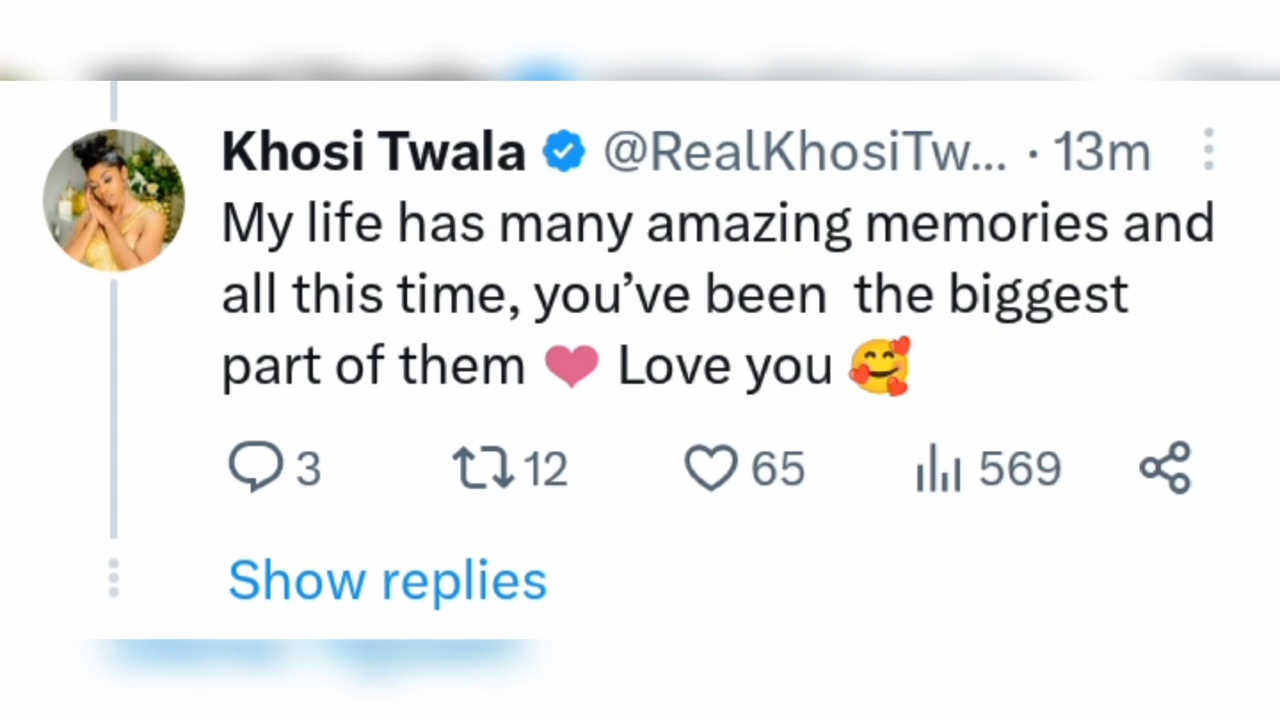 Khosi Twala @RealKhosiTw... · 13m
My life has many amazing memories and
all this time, you’ve been  the biggest
part of them ❤ Love you 🥰
3 12 65 569
Show replies